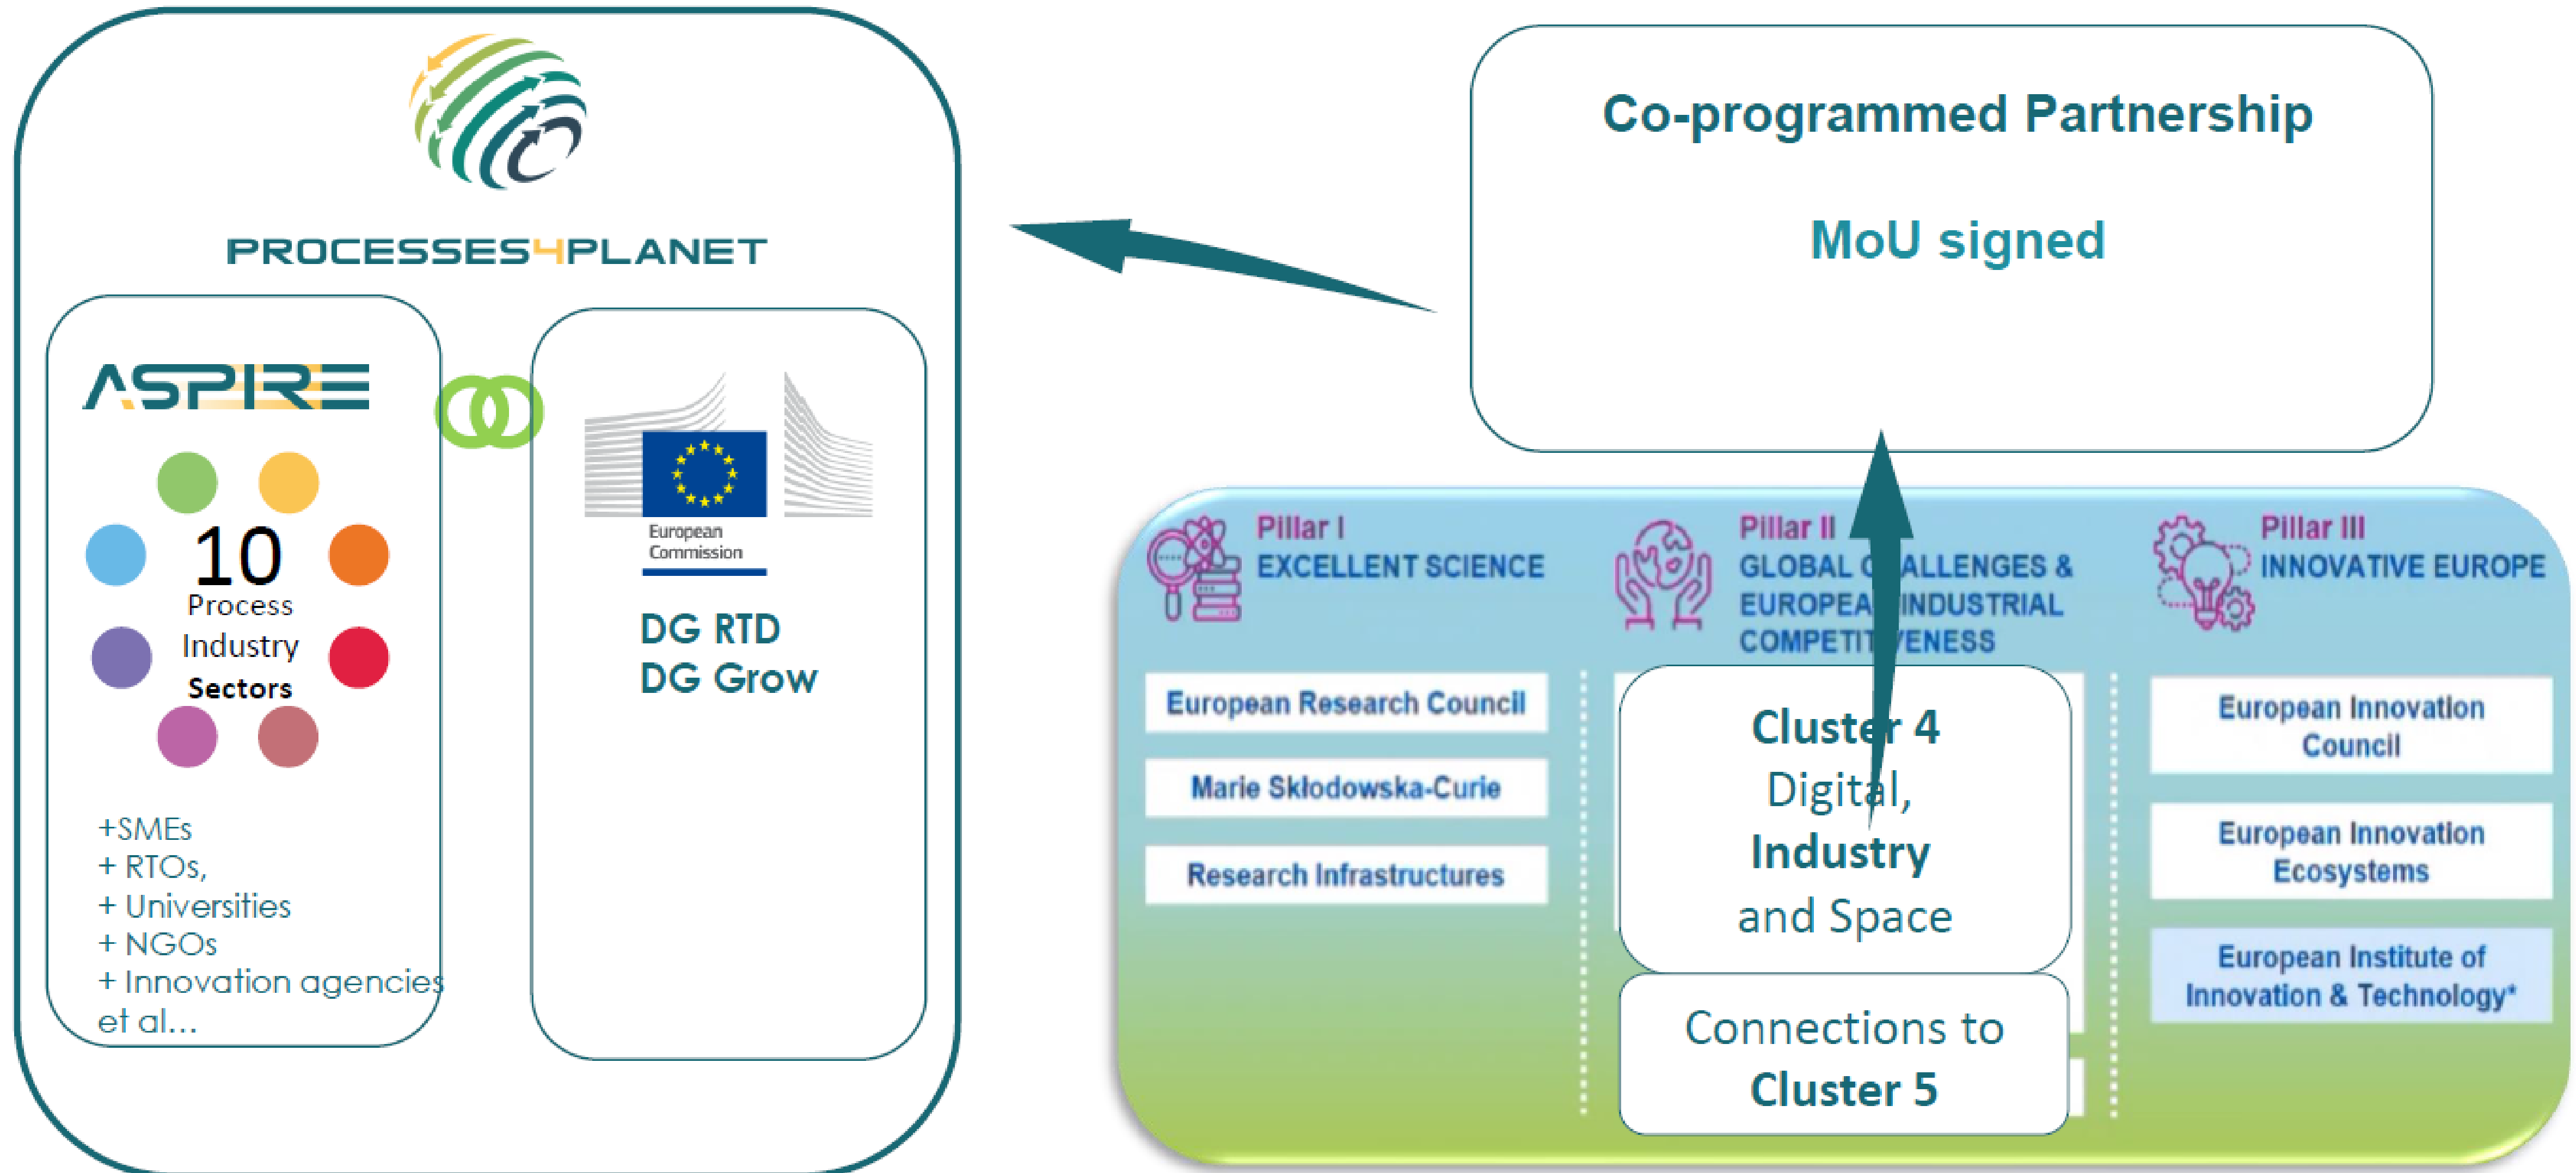 PROCESSES4PLANET
ASPIRE
10
Process
Industry
Sectors
+SMEs
+ RTOs,
+ Universities
+ NGOs
+ Innovation agencies
et al...
European
Commission
DG RTD
DG Grow
Co-programmed Partnership
MoU signed
Pillar I
EXCELLENT SCIENCE
European Research Council
Marie Skłodowska-Curie
Research Infrastructures
Pillar II
GLOBAL CHALLENGES &
EUROPEAN INDUSTRIAL
COMPETITIVENESS
Cluster 4
Digital,
Industry
and Space
Connections to
Cluster 5
Pillar III
INNOVATIVE EUROPE
European Innovation
Council
European Innovation
Ecosystems
European Institute of
Innovation & Technology*